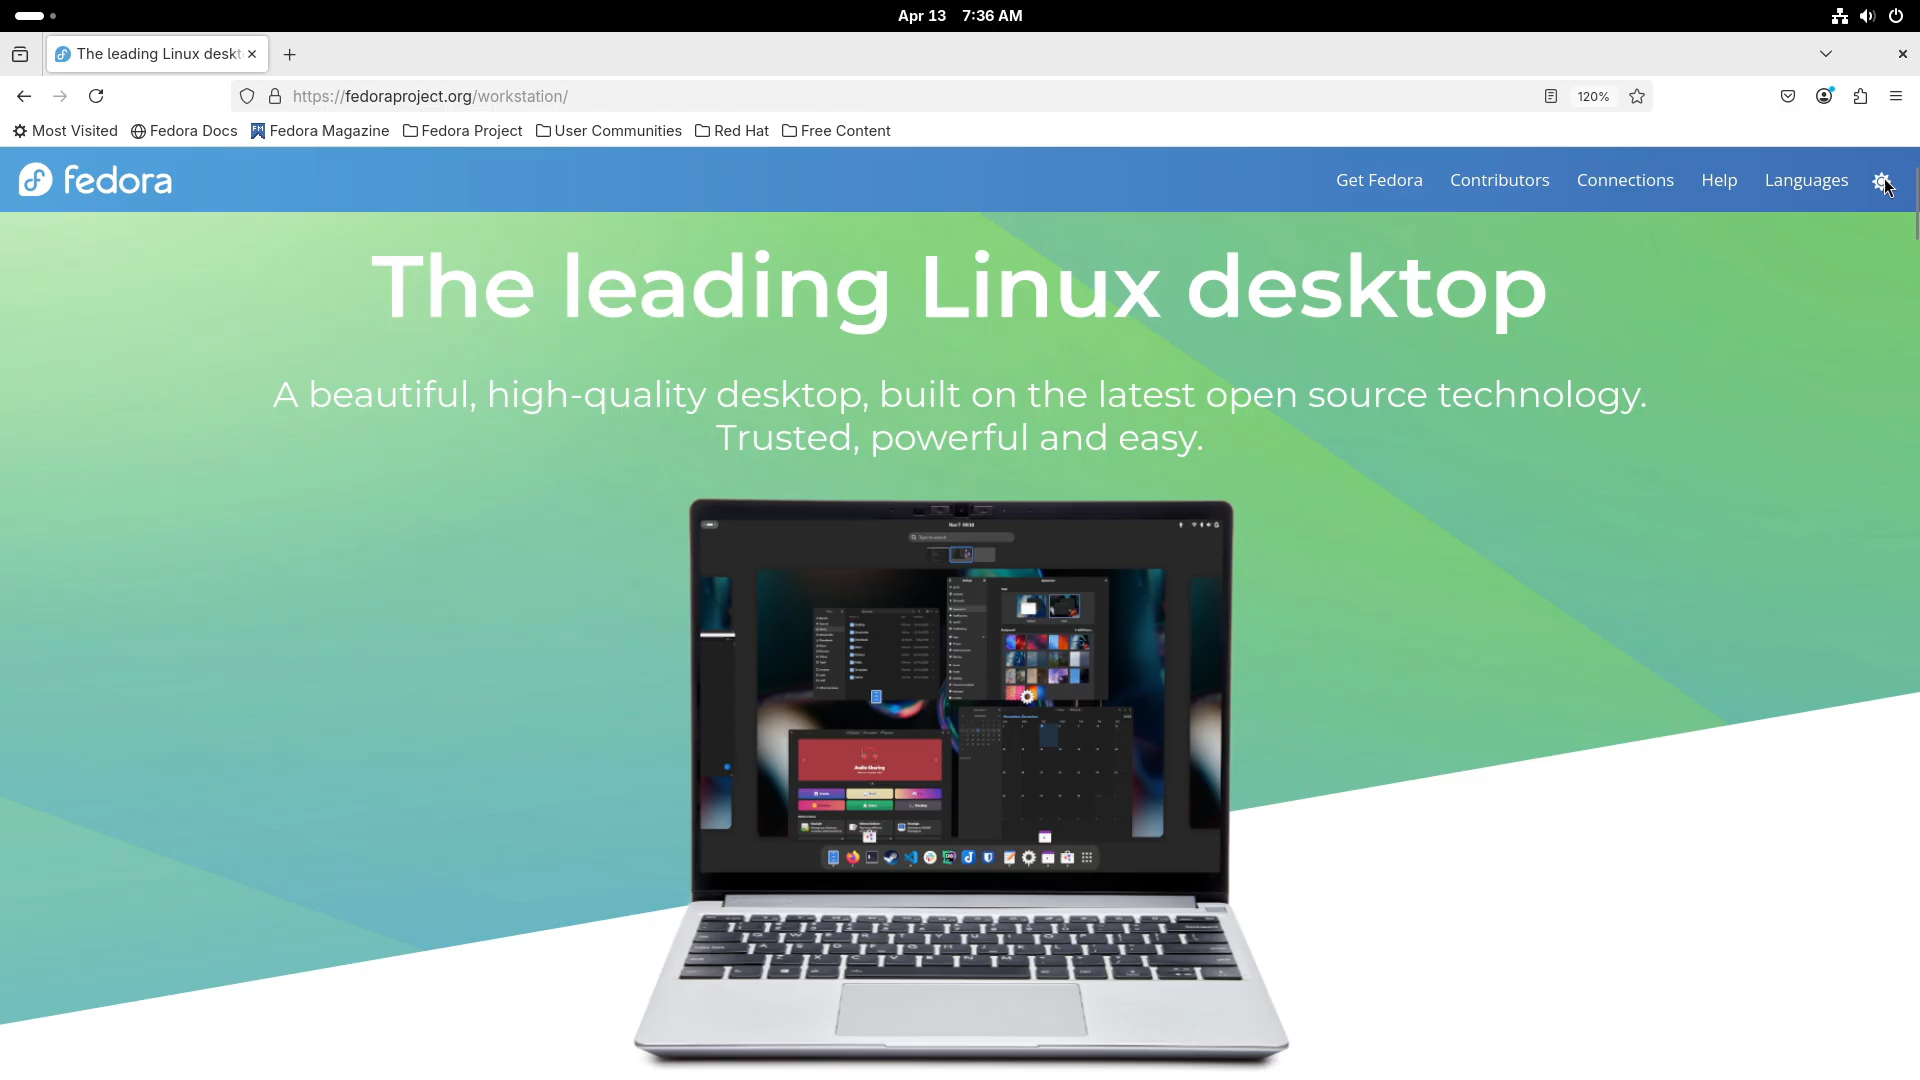 Apr 13 7:36 AM
The leading Linux deskt
https://fedoraproject.org/workstation/
120%
Most Visited
Fedora Docs
Fedora Magazine
Fedora Project
User Communities
Red Hat
Free Content
fedora
Get Fedora
Contributors
Connections
Help
Languages
The leading Linux desktop
A beautiful, high-quality desktop, built on the latest open source technology.
Trusted, powerful and easy.
Audio Sharing